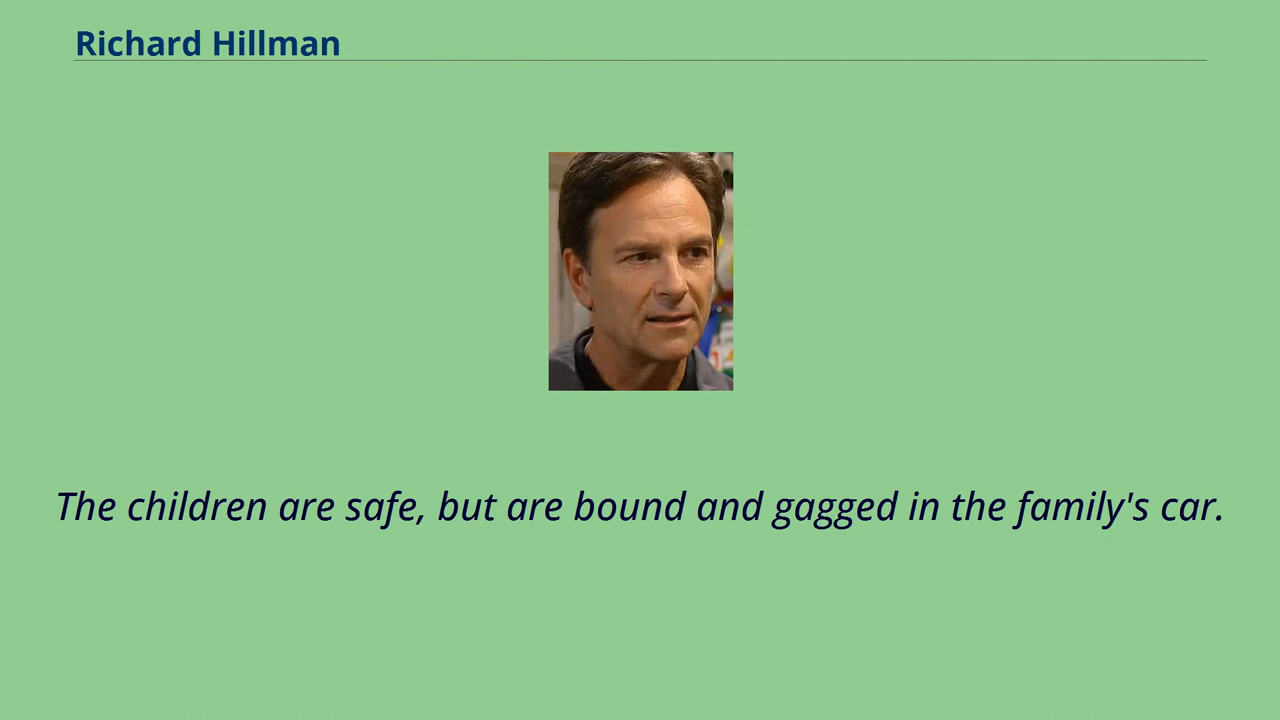 Richard Hillman
The children are safe, but are bound and gagged in the family's car.